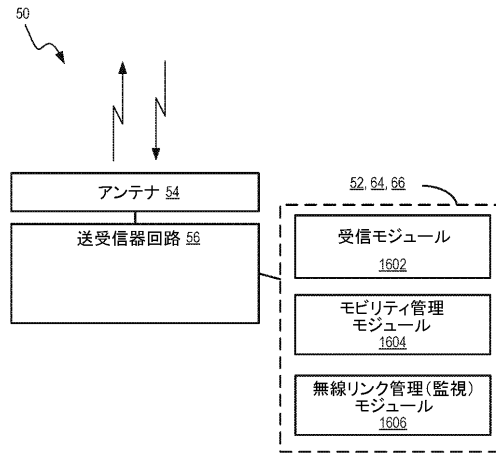 50
アンテナ 54
送受信器回路 56
52, 64, 66
受信モジュール
1602
モビリティ管理
モジュール
1604
無線リンク管理(監視)
モジュール
1606